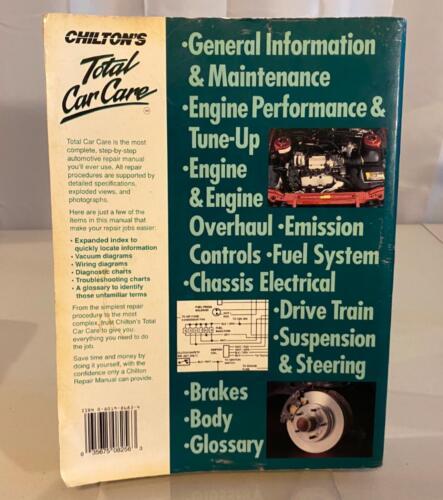 CHILTON'S
Total
Car Care
Total Car Care is the most
complete, step-by-step
automotive repair manual
you'll ever use. All repair
procedures are supported by
detailed specifications,
exploded views, and
photographs.
Here are just a few of the
items in this manual that
make your repair jobs easier:
• Expanded index to
quickly locate information
• Vacuum diagrams
• Wiring diagrams
• Diagnostic charts
• Troubleshooting charts
• A glossary to identify
those unfamiliar terms
From the simplest repair
procedure to the most
complex, trust Chilton's Total
Car Care to give you
everything you need to do
the job.
Save time and money by
doing it yourself, with the
confidence only a Chilton
Repair Manual can provide.
•General Information
& Maintenance
•Engine Performance &
Tune-Up
•Engine
& Engine
Overhaul •Emission
Controls •Fuel System
•Chassis Electrical
•Drive Train
•Suspension
& Steering
•Brakes
•Body
•Glossary